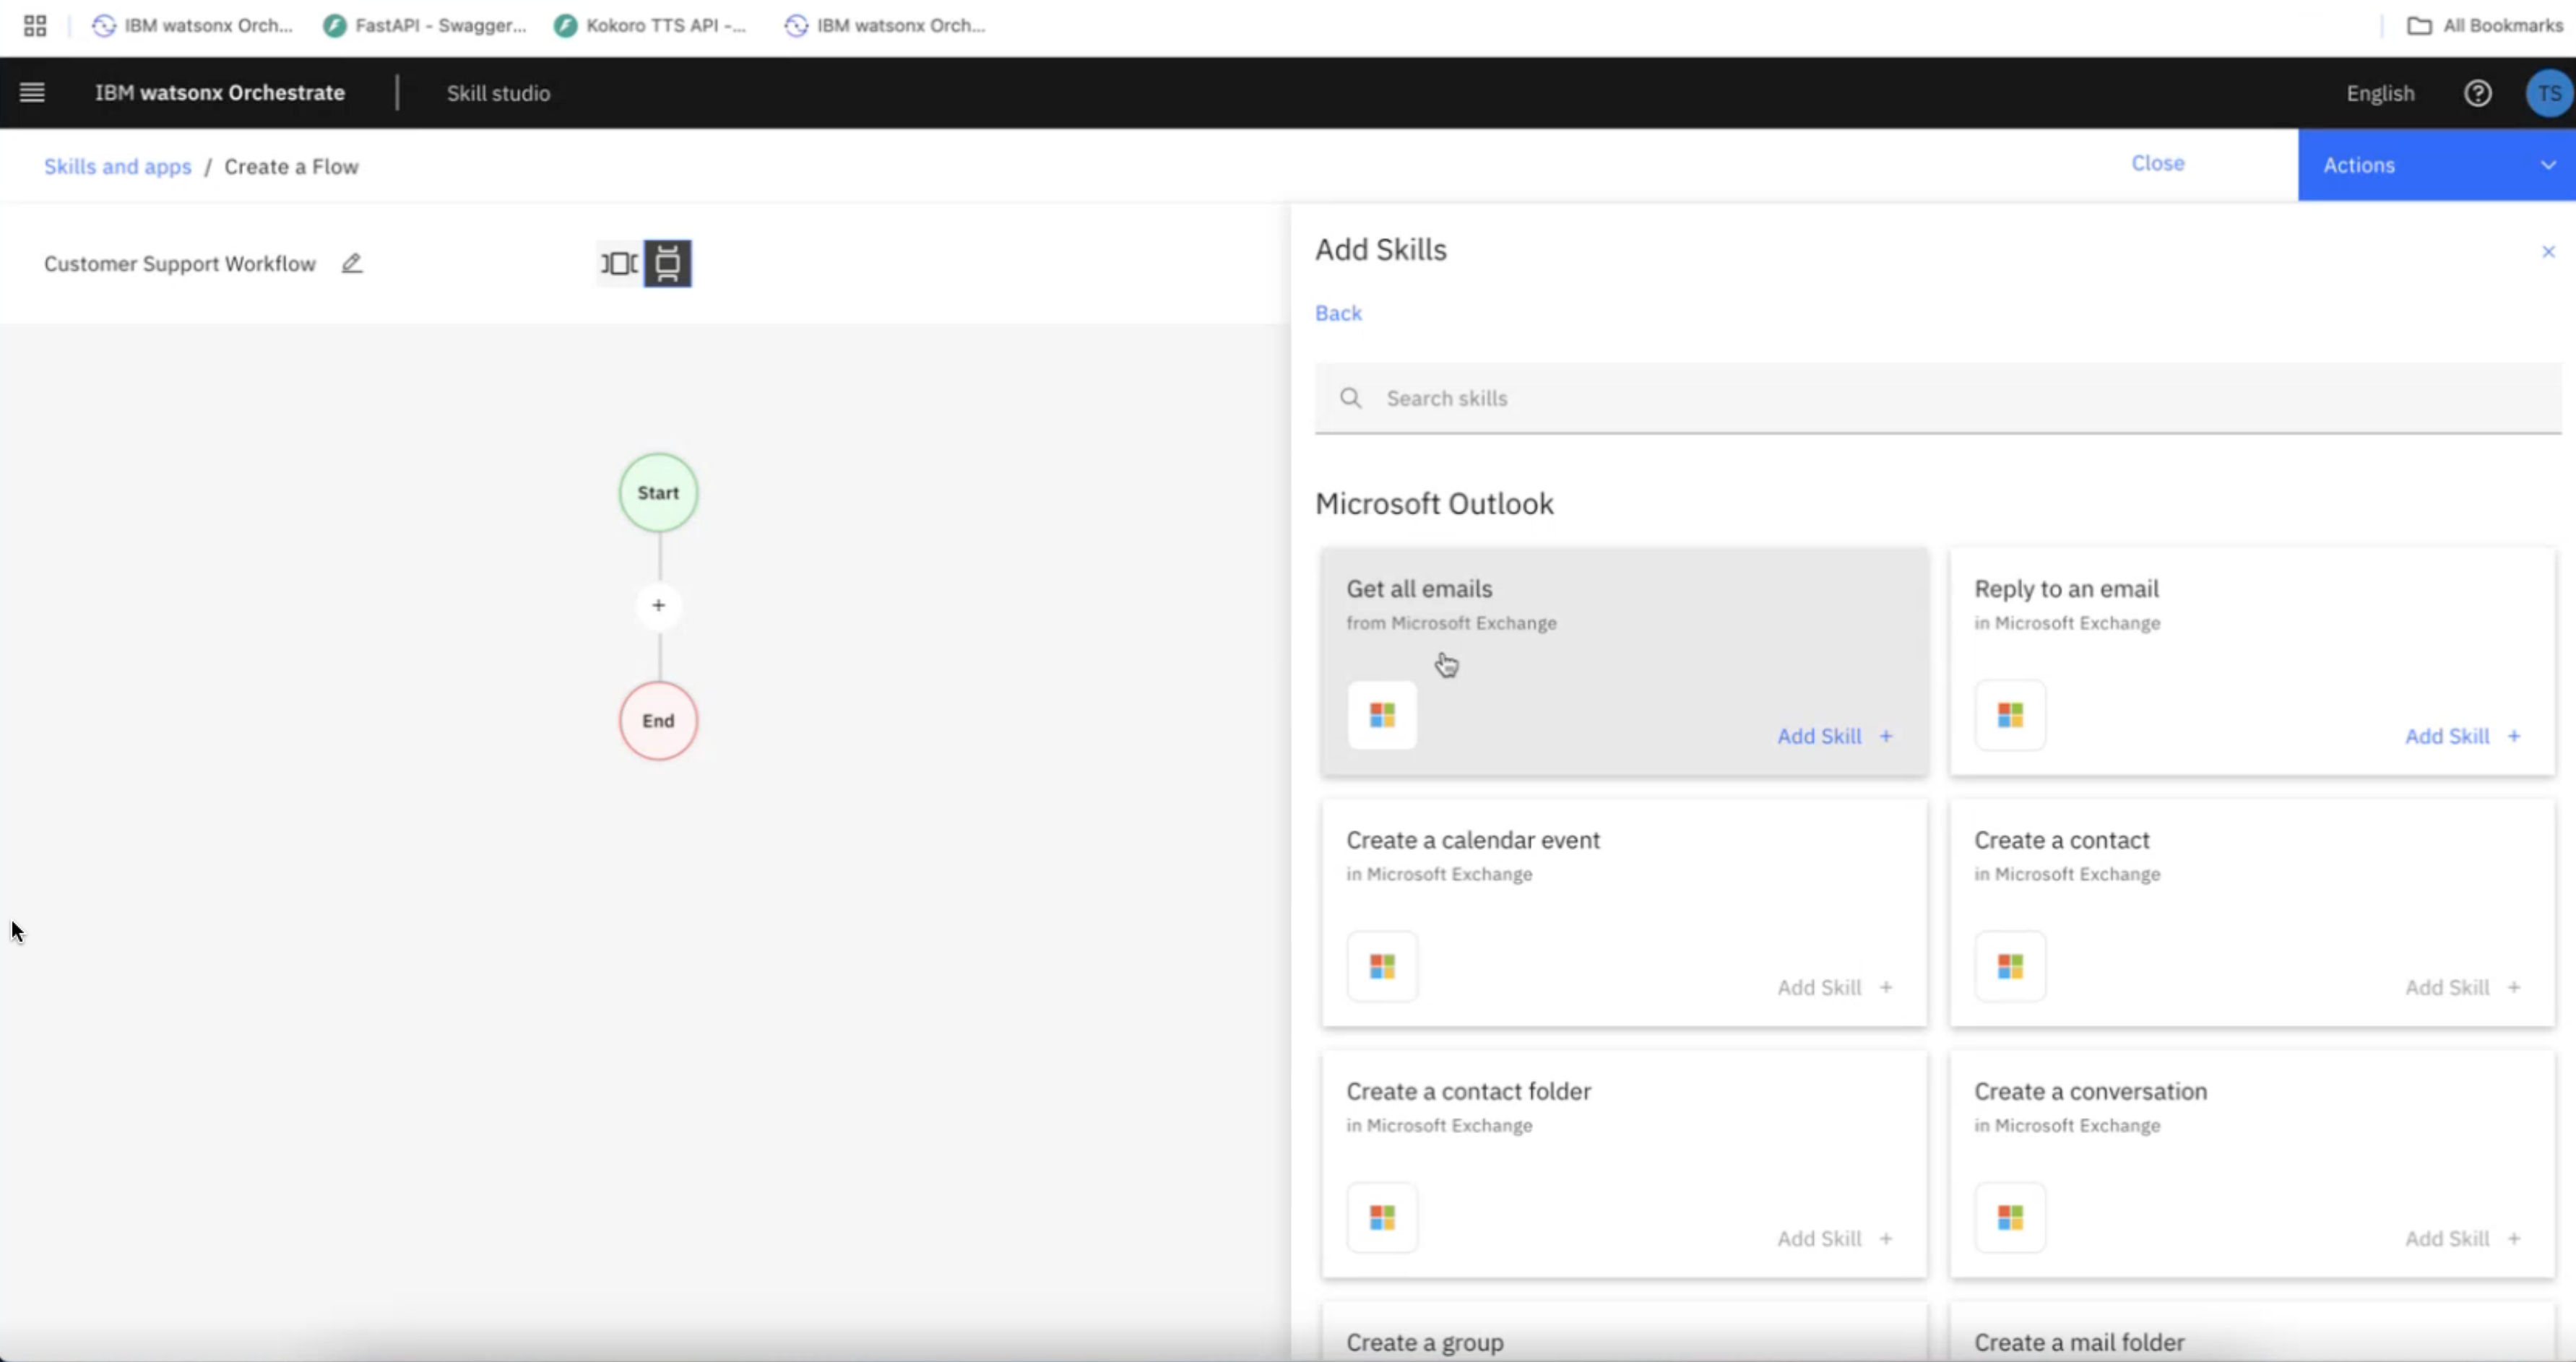 IBM watsonx Orch... FastAPI - Swagger... Kokoro TTS API -... IBM watsonx Orch... All Bookmarks
IBM watsonx Orchestrate Skill studio English TS
Skills and apps / Create a Flow Close Actions
Customer Support Workflow
Start
+
End
Add Skills
Back
Search skills
Microsoft Outlook
Get all emails
from Microsoft Exchange
Add Skill +
Reply to an email
in Microsoft Exchange
Add Skill +
Create a calendar event
in Microsoft Exchange
Add Skill +
Create a contact
in Microsoft Exchange
Add Skill +
Create a contact folder
in Microsoft Exchange
Add Skill +
Create a conversation
in Microsoft Exchange
Add Skill +
Create a group
Create a mail folder